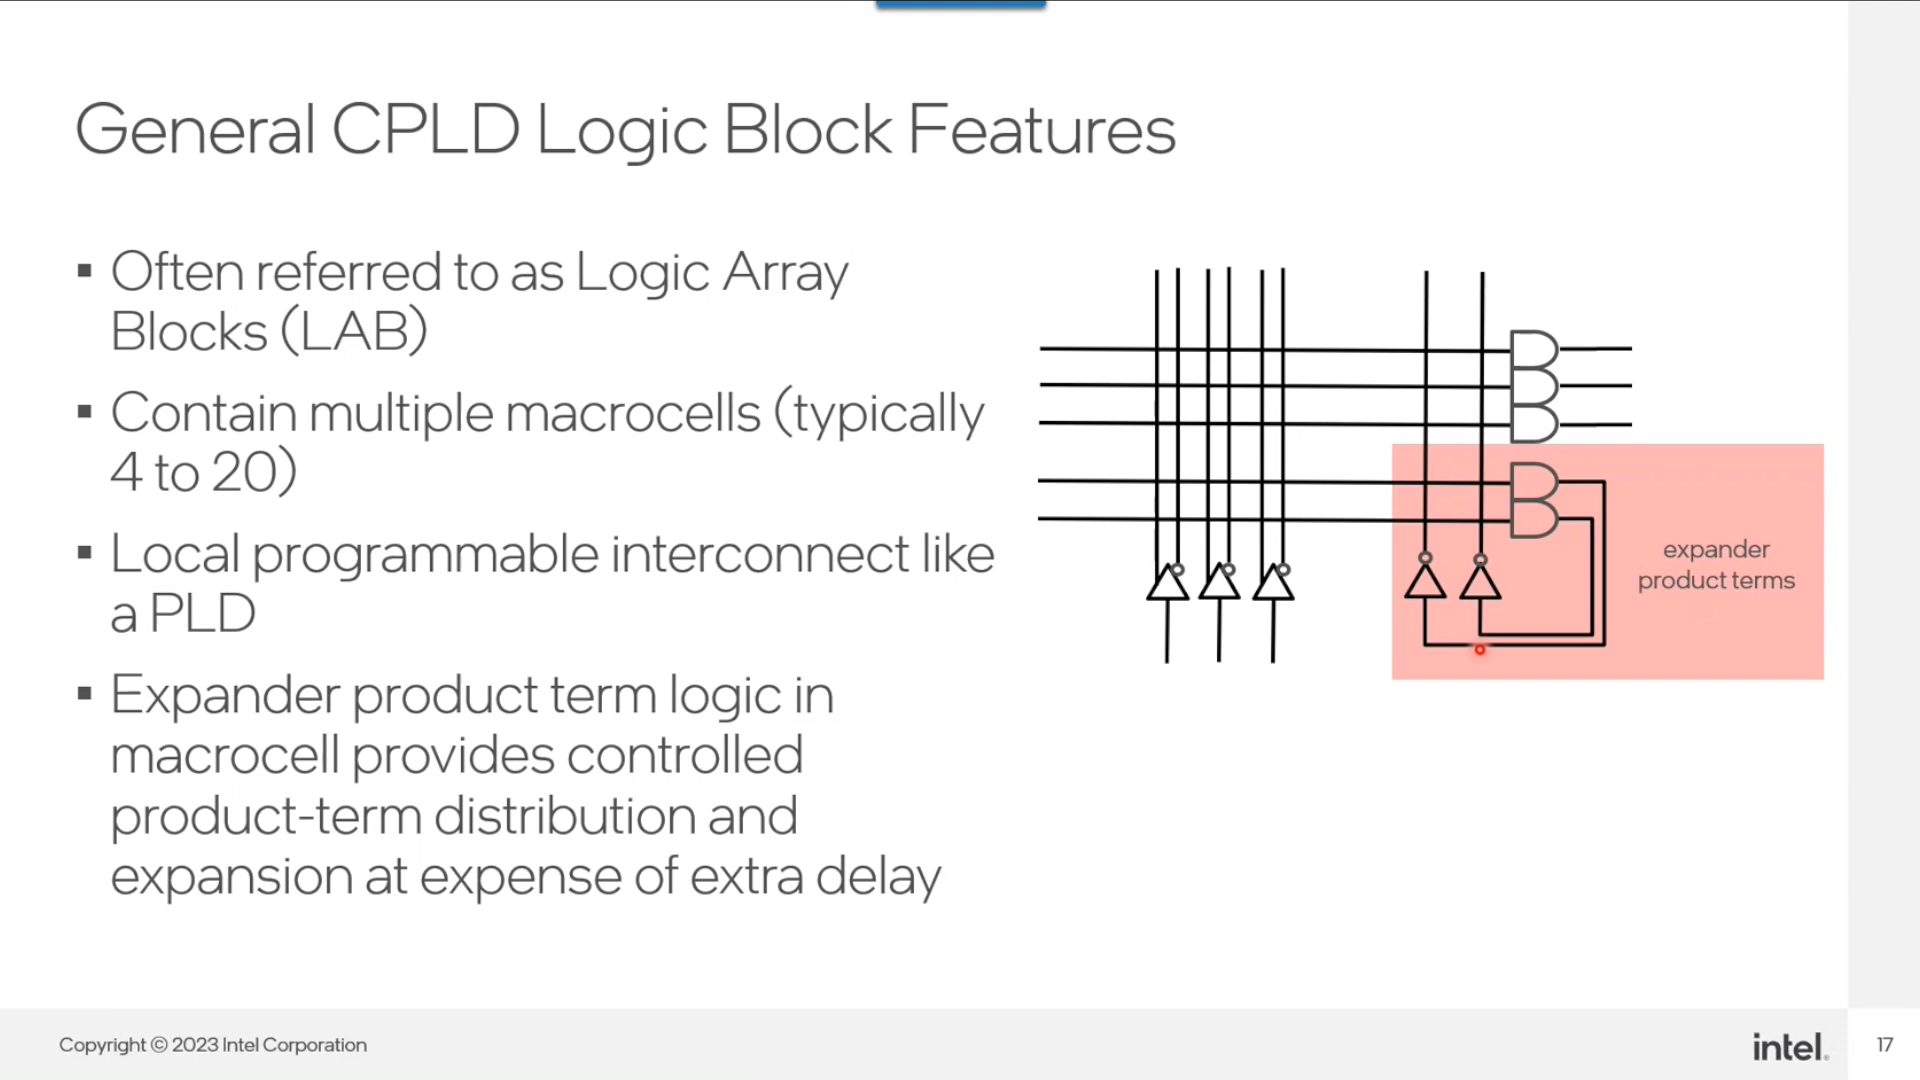 General CPLD Logic Block Features
▪ Often referred to as Logic Array
Blocks (LAB)
▪ Contain multiple macrocells (typically
4 to 20)
▪ Local programmable interconnect like
a PLD
▪ Expander product term logic in
macrocell provides controlled
product-term distribution and
expansion at expense of extra delay
expander
product terms
Copyright © 2023 Intel Corporation
intel.
17